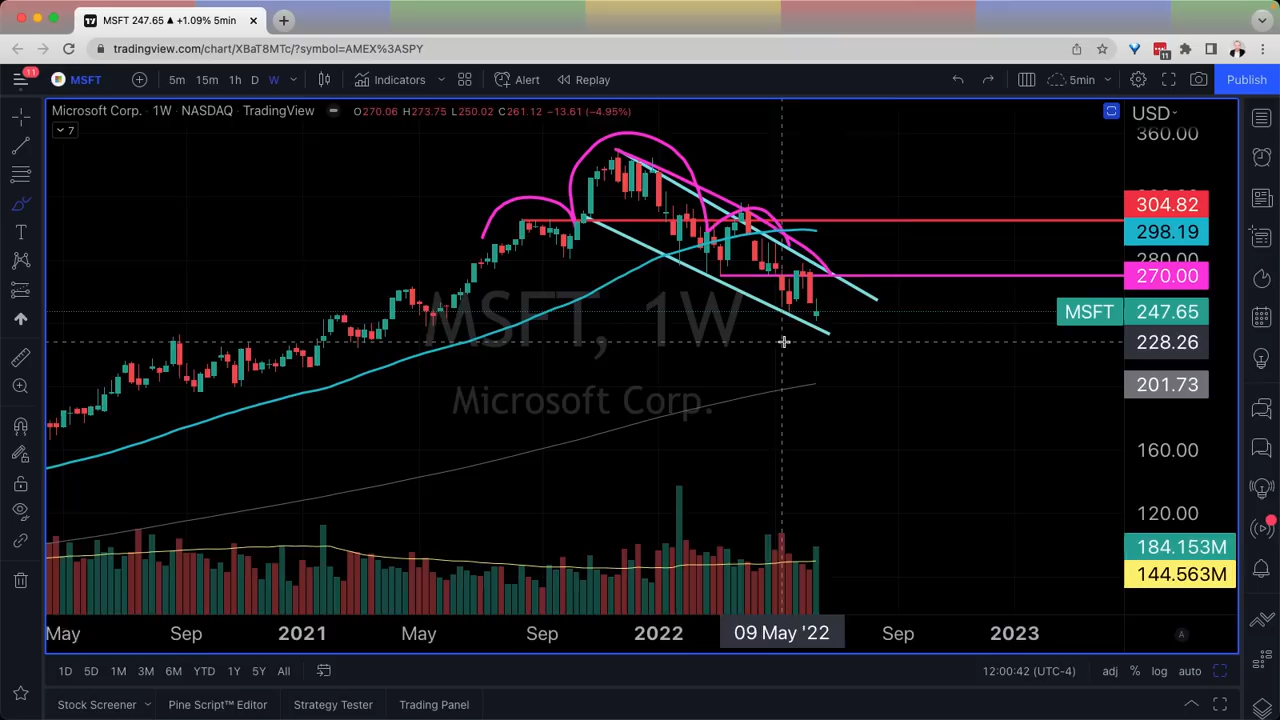 MSFT 247.65 ▲ +1.09% 5min
tradingview.com/chart/XBaT8MTc/?symbol=AMEX%3ASPY
11
11
MSFT 5m 15m 1h D W Indicators Alert Replay 5min Publish
Microsoft Corp. · 1W · NASDAQ · TradingView O270.06 H273.75 L250.02 C261.12 −13.61 (−4.95%)
7
USD
360.00
304.82
298.19
280.00
270.00
MSFT 247.65
228.26
201.73
160.00
120.00
184.153M
144.563M
MSFT, 1W
Microsoft Corp.
May Sep 2021 May Sep 2022 09 May '22 Sep 2023 A
1D 5D 1M 3M 6M YTD 1Y 5Y All 12:00:42 (UTC-4) adj % log auto
Stock Screener Pine Script™ Editor Strategy Tester Trading Panel